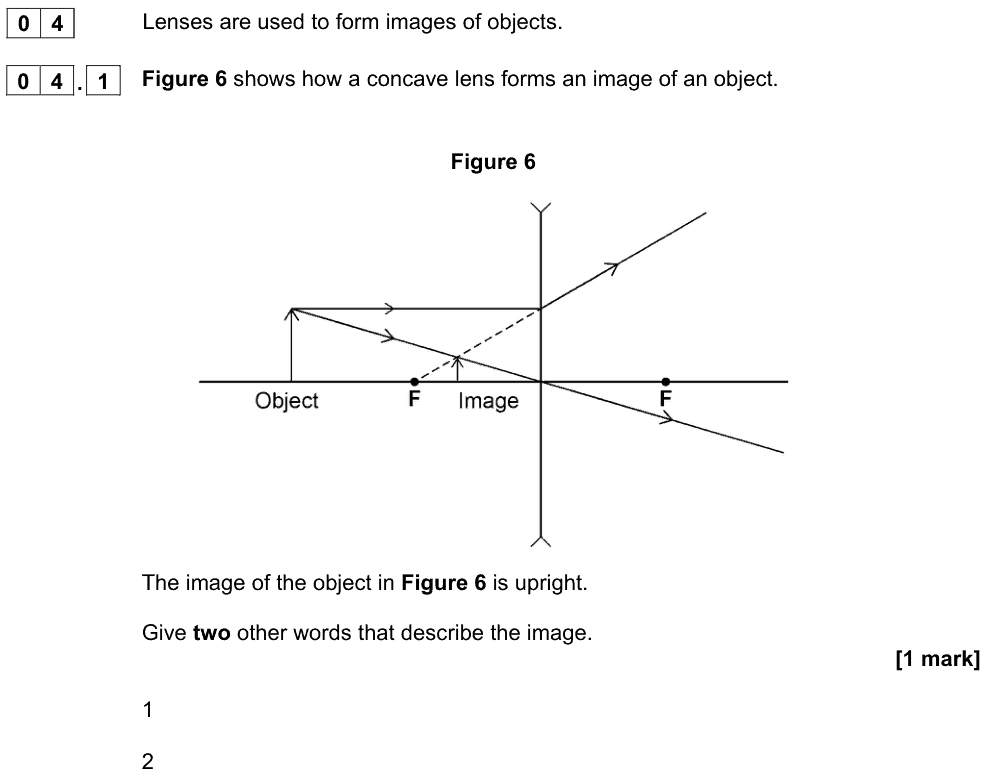 0 4 Lenses are used to form images of objects.
0 4 . 1 Figure 6 shows how a concave lens forms an image of an object.
Figure 6
Object F Image F
The image of the object in Figure 6 is upright.
Give two other words that describe the image.
[1 mark]
1
2